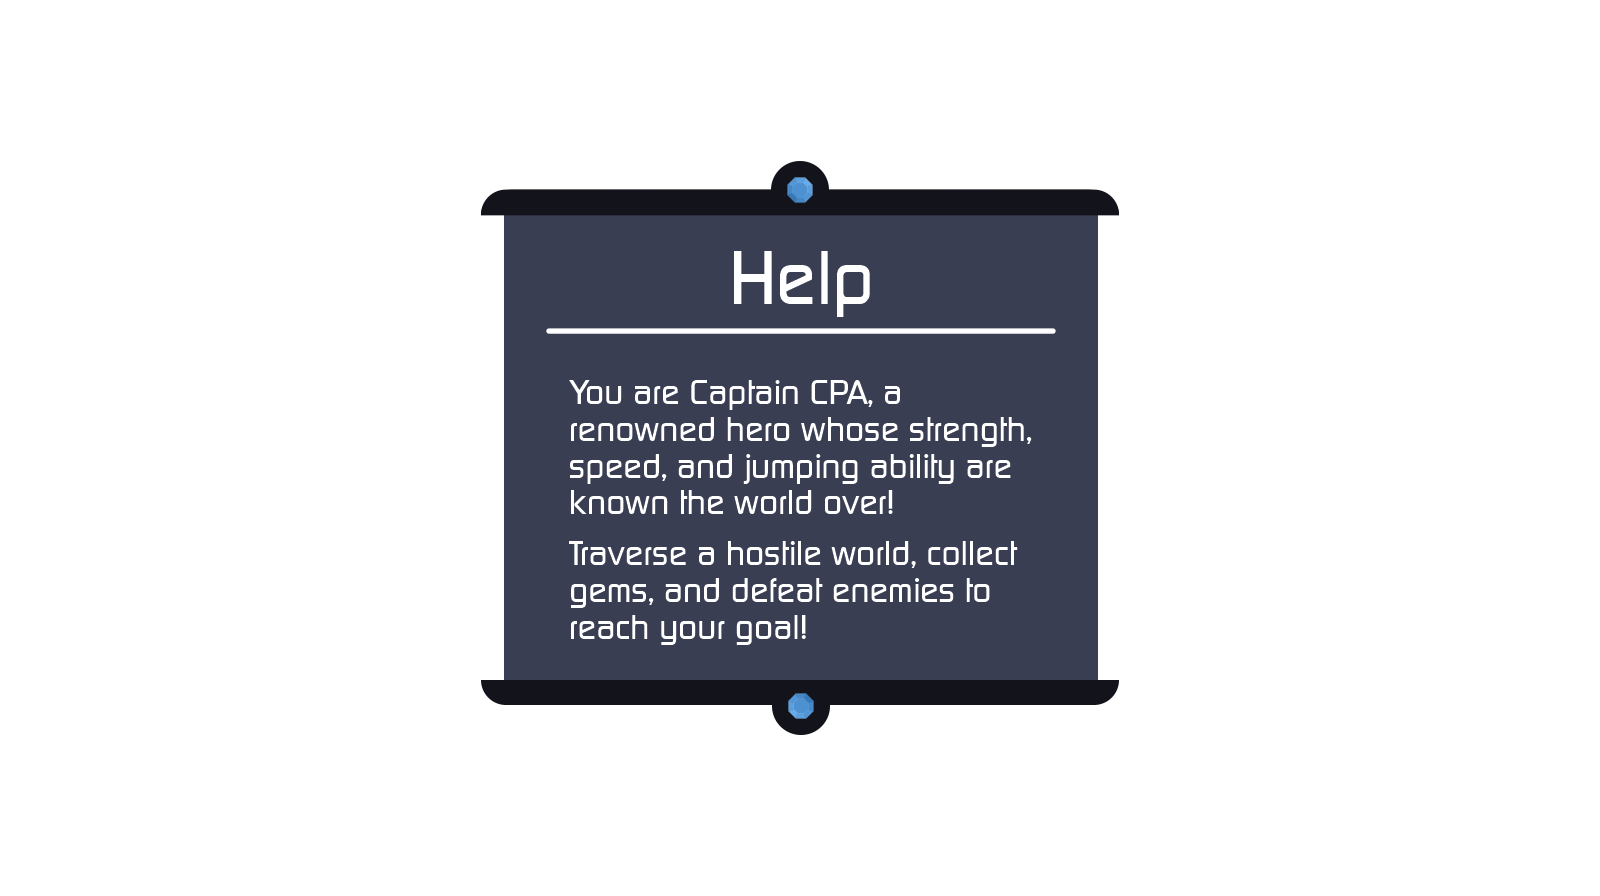 Help
You are Captain CPA, a
renowned hero whose strength,
speed, and jumping ability are
known the world over!
Traverse a hostile world, collect
gems, and defeat enemies to
reach your goal!